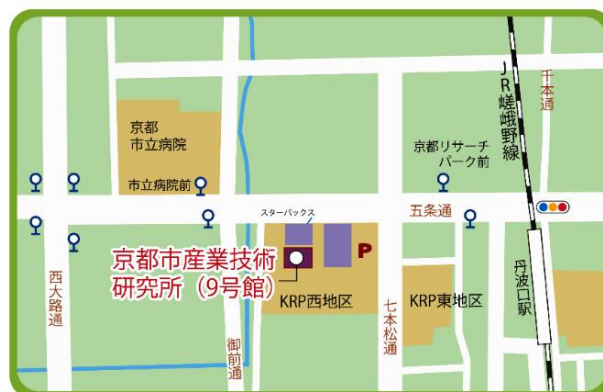 JR嵯峨野線
千本通
京都
市立病院
京都リサーチ
パーク前
市立病院前
スターバックス
五条通
京都市産業技術
研究所（9号館）
P
KRP西地区
KRP東地区
丹波口駅
西大路通
御前通
七本松通